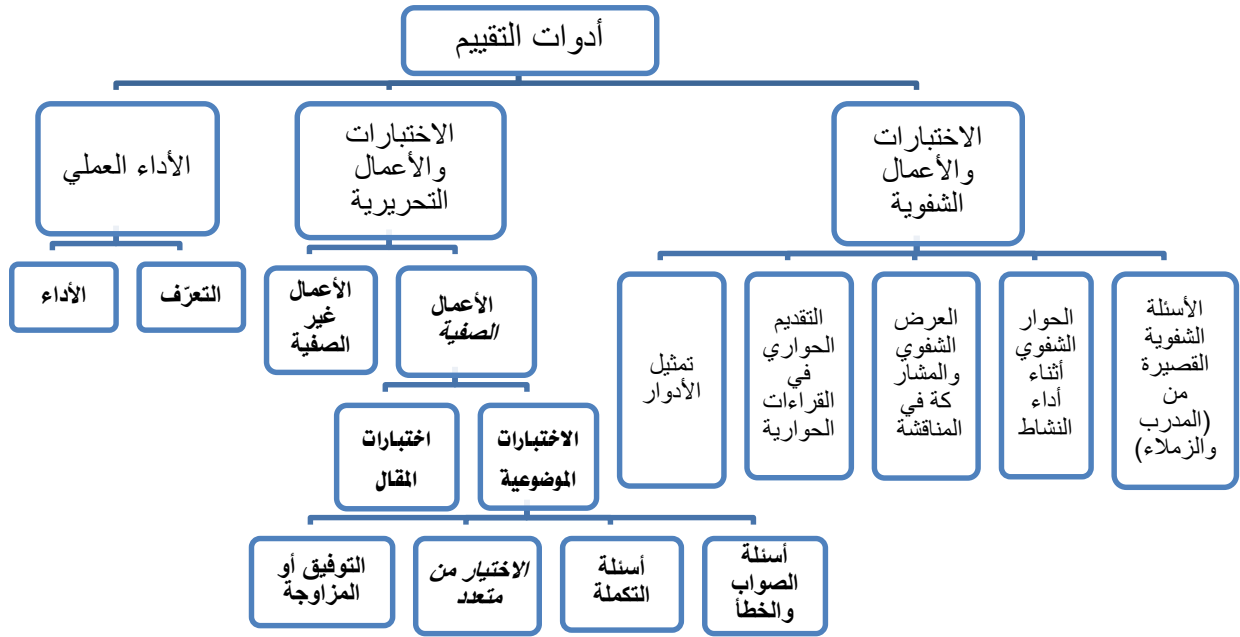 أدوات التقييم
الاختبارات
والأعمال
الشفوية
الاختبارات
والأعمال
التحريرية
الأداء العملي
الأسئلة
الشفوية
القصيرة
من
(المدرب
والزملاء)
الحوار
الشفوي
أثناء
أداء
النشاط
العرض
الشفوي
والمشار
كة في
المناقشة
التقديم
الحواري
في
القراءات
الحوارية
تمثيل
الأدوار
الأعمال
الصفية
الأعمال
غير
الصفية
التعرّف
الأداء
الاختبارات
الموضوعية
اختبارات
المقال
أسئلة
الصواب
والخطأ
أسئلة
التكملة
الاختيار من
متعدد
التوفيق أو
المزاوجة